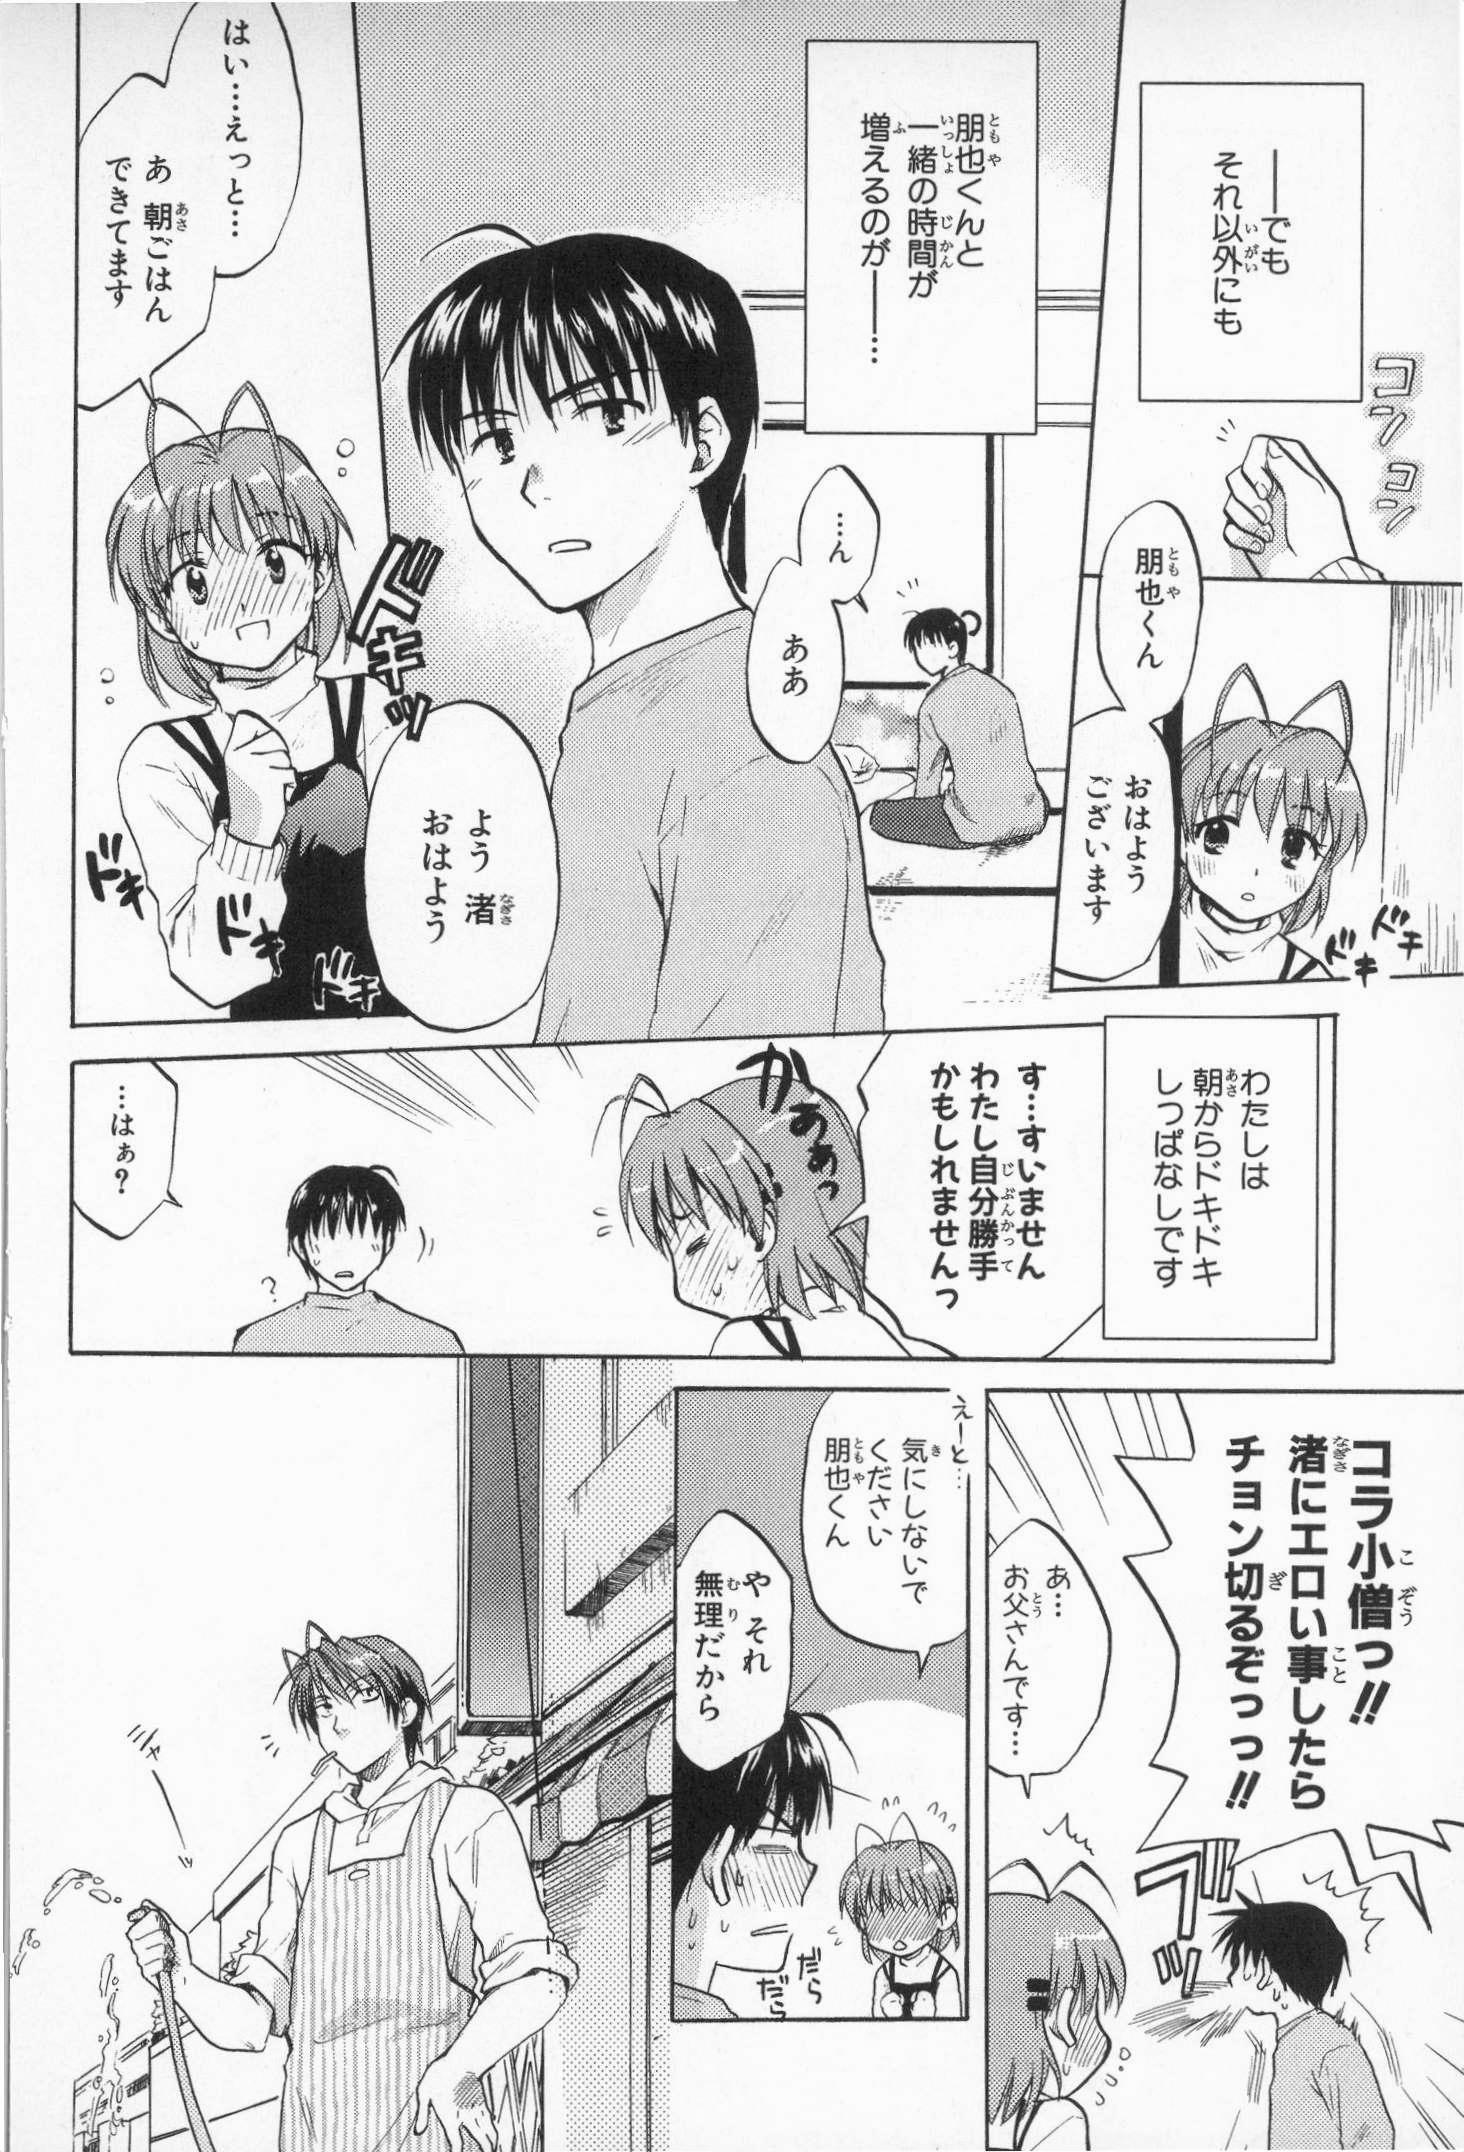 ――でも
それ以外にも
コンコン
朋也くん
おはよう
ございます
ドキ
ドキ
朋也くんと
一緒の時間が
増えるのが――…
…ん
ああ
よう 渚
おはよう
はい…えっと…
あ 朝ごはん
できてます
ドキッ
ドキ
ドキ
ドキ
わたしは
朝からドキドキ
しっぱなしです
す…すいません
わたし自分勝手
かもしれませんっ
かあぁあっ
?
…はぁ?
コラ小僧っ!!
渚にエロい事したら
チョン切るぞっっ!!
あ…
お父さんです…
えーと…
気にしないで
ください
朋也くん
や それ
無理だから
だら
だら
ニヤ